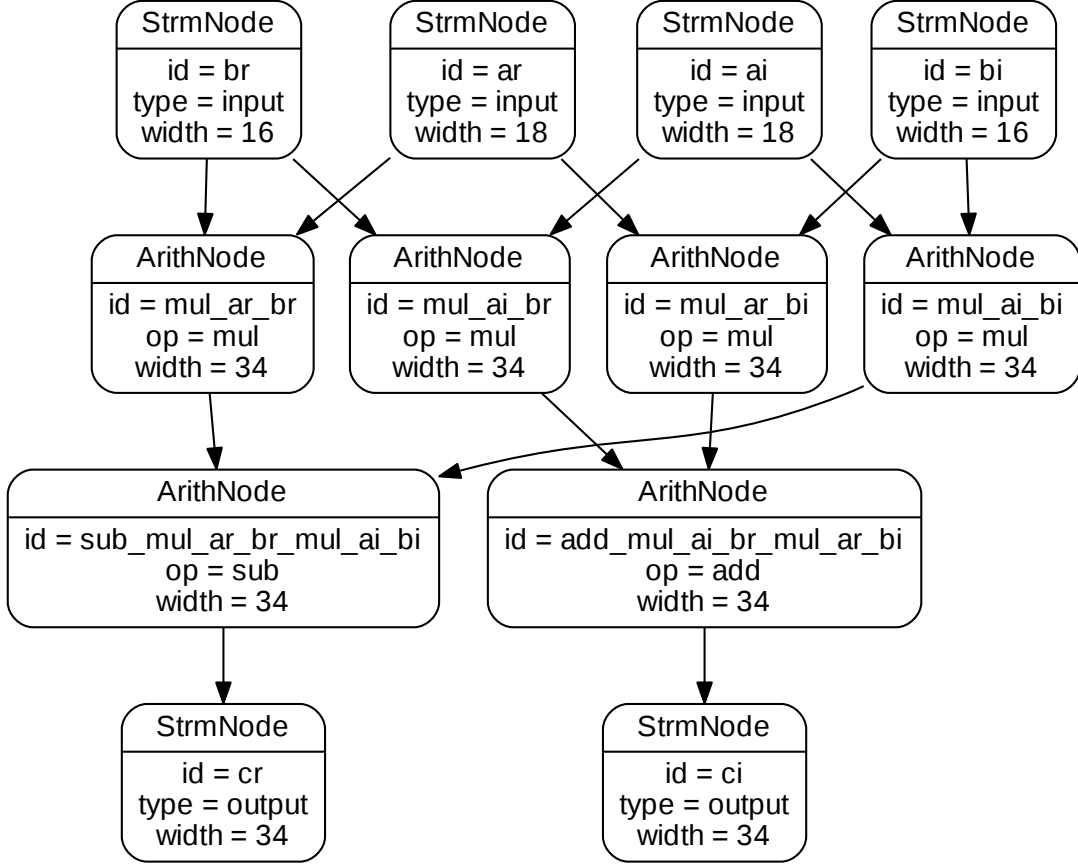 StrmNode
id = br
type = input
width = 16
StrmNode
id = ar
type = input
width = 18
StrmNode
id = ai
type = input
width = 18
StrmNode
id = bi
type = input
width = 16
ArithNode
id = mul_ar_br
op = mul
width = 34
ArithNode
id = mul_ai_br
op = mul
width = 34
ArithNode
id = mul_ar_bi
op = mul
width = 34
ArithNode
id = mul_ai_bi
op = mul
width = 34
ArithNode
id = sub_mul_ar_br_mul_ai_bi
op = sub
width = 34
ArithNode
id = add_mul_ai_br_mul_ar_bi
op = add
width = 34
StrmNode
id = cr
type = output
width = 34
StrmNode
id = ci
type = output
width = 34